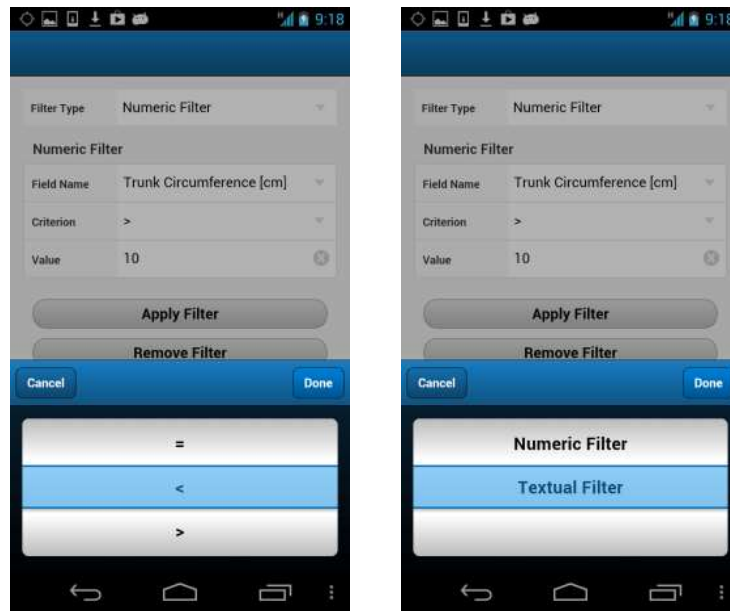 H 9:18
Filter Type Numeric Filter
Numeric Filter
Field Name Trunk Circumference [cm]
Criterion >
Value 10
Apply Filter
Remove Filter
Cancel Done
=
<
>
H 9:18
Filter Type Numeric Filter
Numeric Filter
Field Name Trunk Circumference [cm]
Criterion >
Value 10
Apply Filter
Remove Filter
Cancel Done
Numeric Filter
Textual Filter